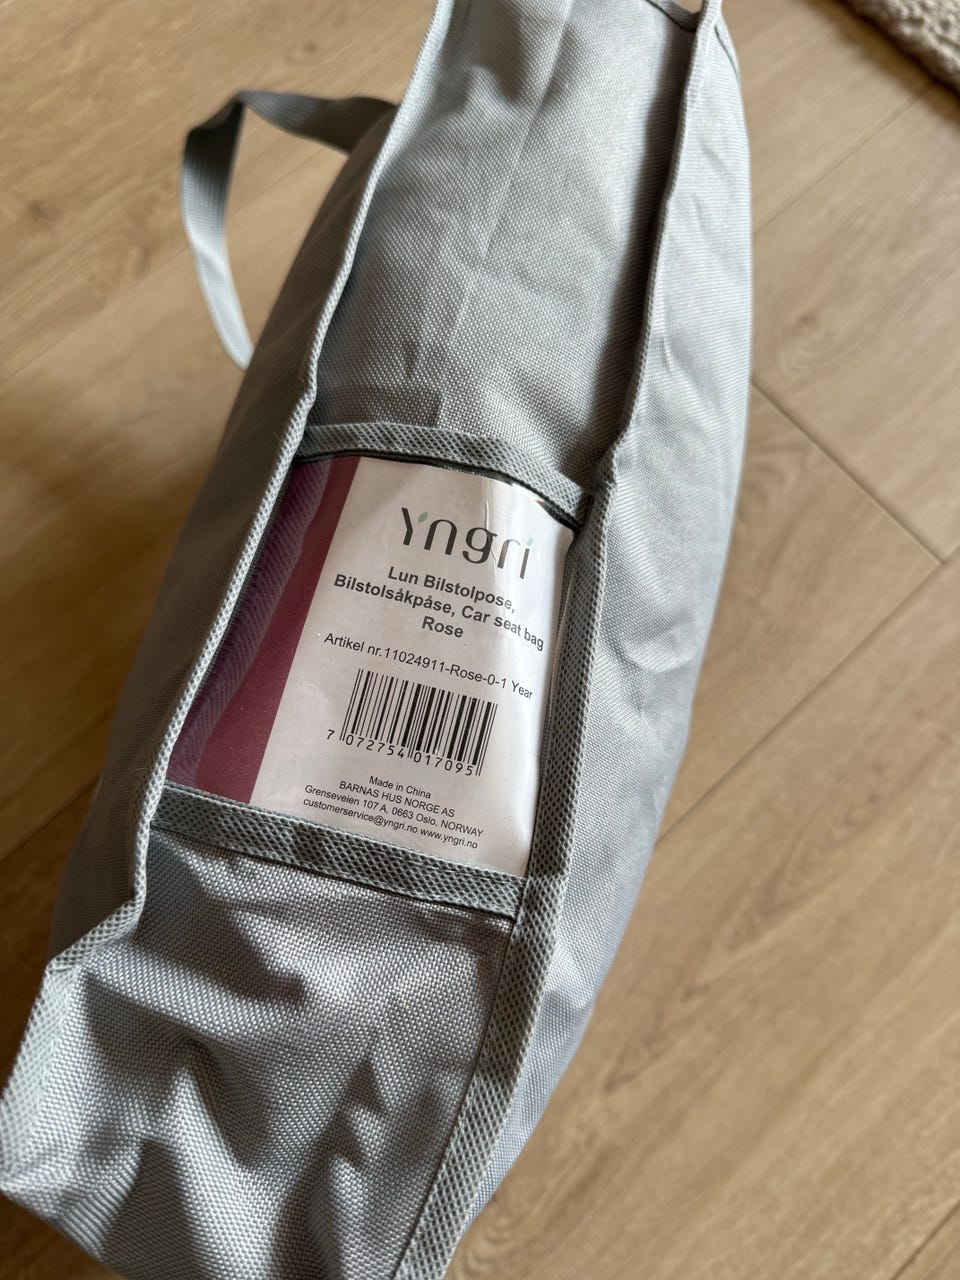 Yngri
Lun Bilstolpose,
Bilstolsåkpåse, Car seat bag
Rose
Artikel nr.11024911-Rose-0-1 Year
7 072754 017095
Made in China
BARNAS HUS NORGE AS
Grenseveien 107 A, 0663 Oslo, NORWAY
customerservice@yngri.no www.yngri.no